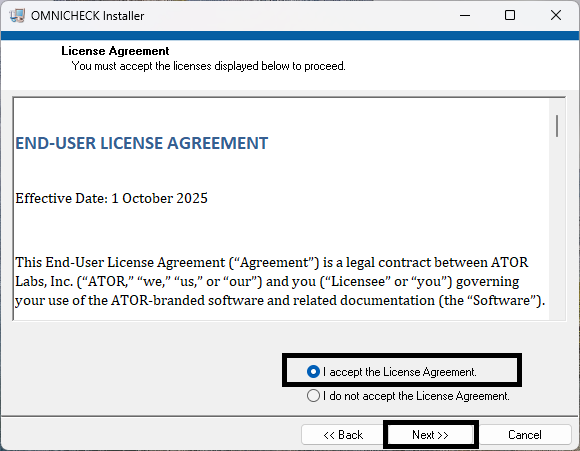 OMNICHECK Installer
License Agreement
You must accept the licenses displayed below to proceed.
END-USER LICENSE AGREEMENT
Effective Date: 1 October 2025
This End-User License Agreement (“Agreement”) is a legal contract between ATOR
Labs, Inc. (“ATOR,” “we,” “us,” or “our”) and you (“Licensee” or “you”) governing
your use of the ATOR-branded software and related documentation (the “Software”).
I accept the License Agreement.
I do not accept the License Agreement.
<< Back Next >> Cancel